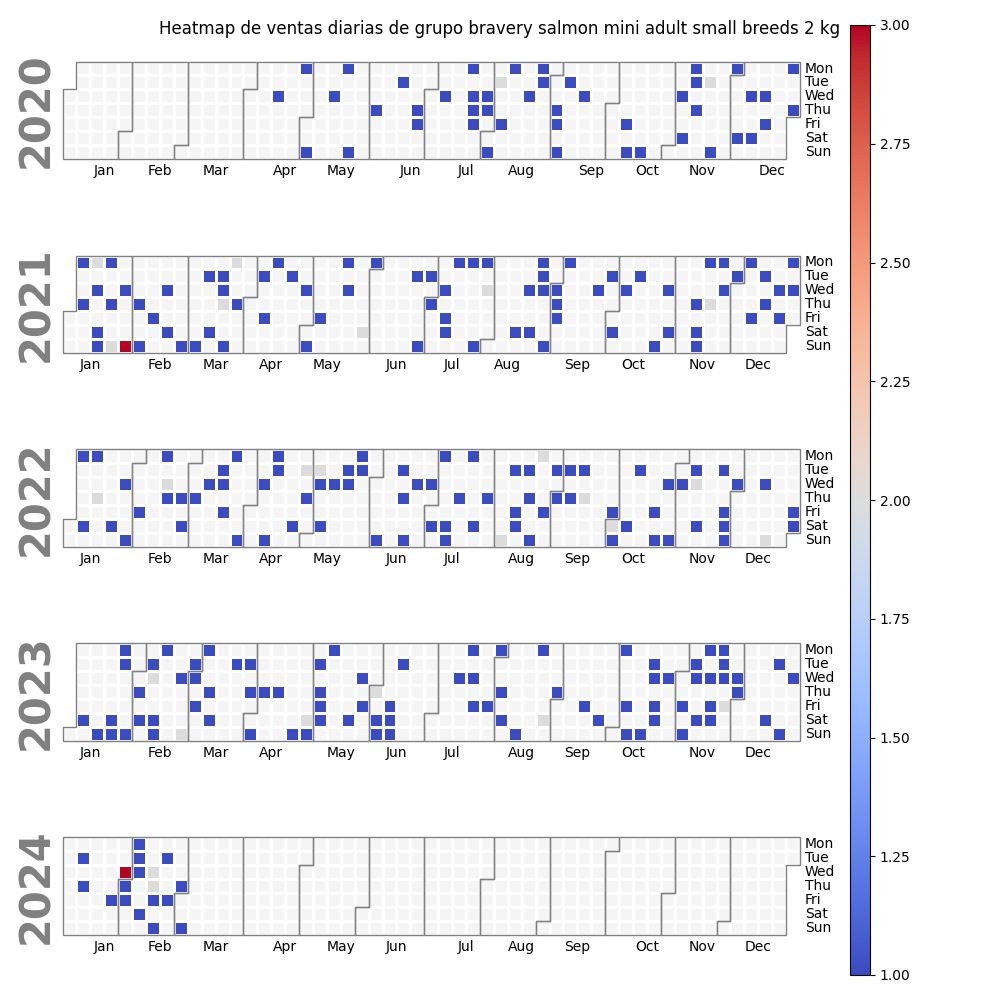 Heatmap de ventas diarias de grupo bravery salmon mini adult small breeds 2 kg
2020
Mon
Tue
Wed
Thu
Fri
Sat
Sun
Jan Feb Mar Apr May Jun Jul Aug Sep Oct Nov Dec
2021
Mon
Tue
Wed
Thu
Fri
Sat
Sun
Jan Feb Mar Apr May Jun Jul Aug Sep Oct Nov Dec
2022
Mon
Tue
Wed
Thu
Fri
Sat
Sun
Jan Feb Mar Apr May Jun Jul Aug Sep Oct Nov Dec
2023
Mon
Tue
Wed
Thu
Fri
Sat
Sun
Jan Feb Mar Apr May Jun Jul Aug Sep Oct Nov Dec
2024
Mon
Tue
Wed
Thu
Fri
Sat
Sun
Jan Feb Mar Apr May Jun Jul Aug Sep Oct Nov Dec
3.00
2.75
2.50
2.25
2.00
1.75
1.50
1.25
1.00